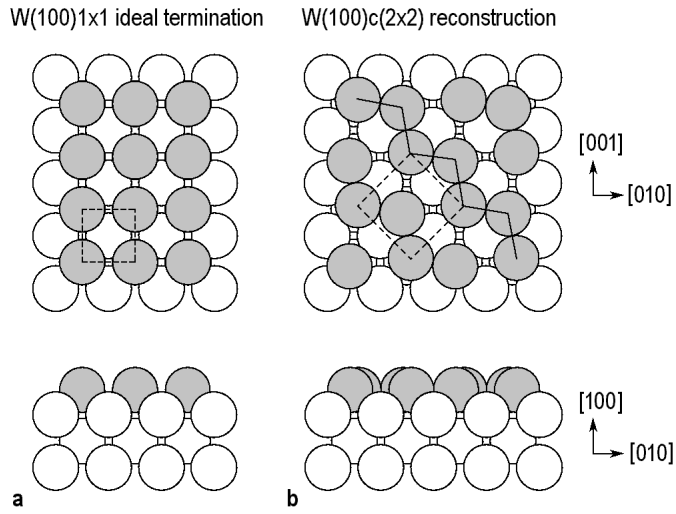 W(100)1x1 ideal termination
W(100)c(2x2) reconstruction
[001]
[010]
[100]
[010]
a
b